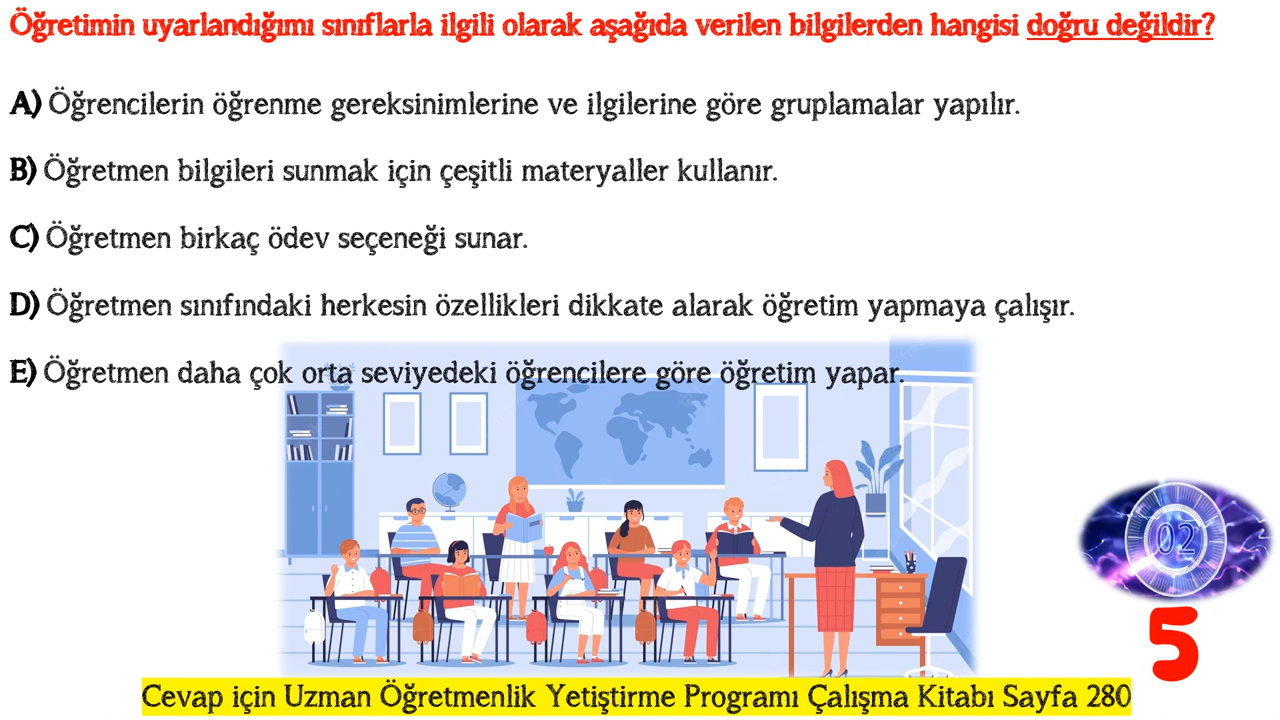 Öğretimin uyarlandığımı sınıflarla ilgili olarak aşağıda verilen bilgilerden hangisi doğru değildir?
A) Öğrencilerin öğrenme gereksinimlerine ve ilgilerine göre gruplamalar yapılır.
B) Öğretmen bilgileri sunmak için çeşitli materyaller kullanır.
C) Öğretmen birkaç ödev seçeneği sunar.
D) Öğretmen sınıfındaki herkesin özellikleri dikkate alarak öğretim yapmaya çalışır.
E) Öğretmen daha çok orta seviyedeki öğrencilere göre öğretim yapar.
02
5
Cevap için Uzman Öğretmenlik Yetiştirme Programı Çalışma Kitabı Sayfa 280